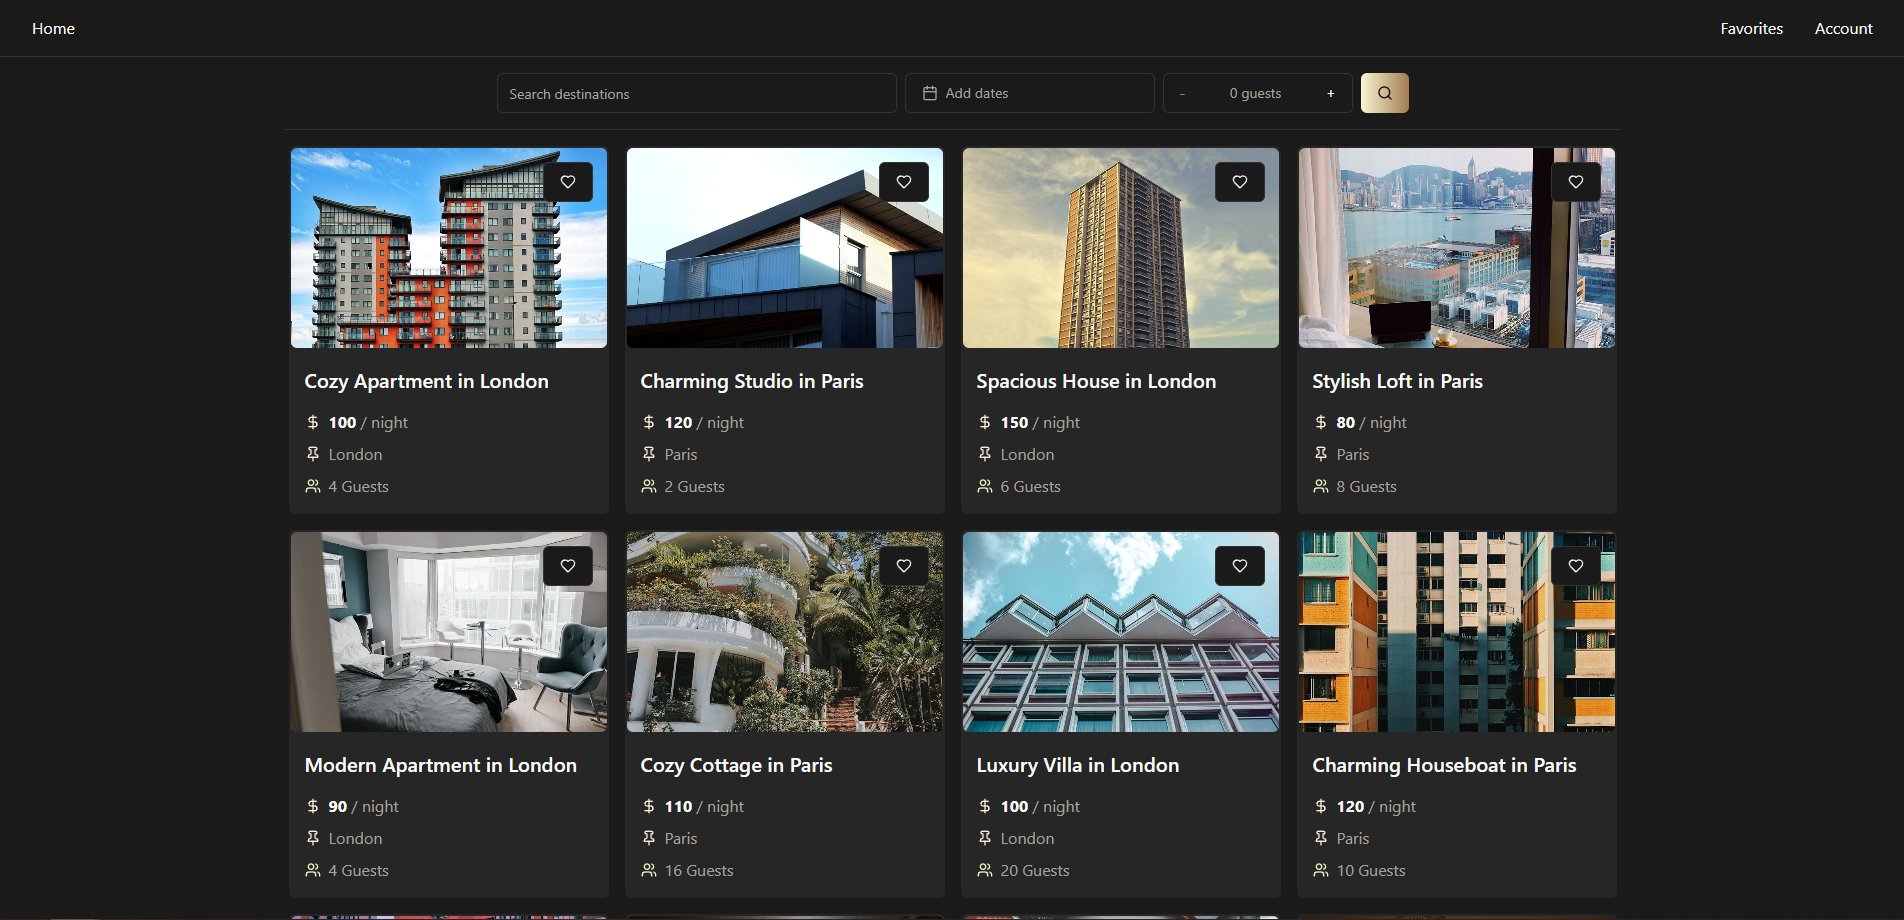 Home
Favorites
Account
Search destinations
Add dates
-
0 guests
+
Cozy Apartment in London
$ 100 / night
London
4 Guests
Charming Studio in Paris
$ 120 / night
Paris
2 Guests
Spacious House in London
$ 150 / night
London
6 Guests
Stylish Loft in Paris
$ 80 / night
Paris
8 Guests
Modern Apartment in London
$ 90 / night
London
4 Guests
Cozy Cottage in Paris
$ 110 / night
Paris
16 Guests
Luxury Villa in London
$ 100 / night
London
20 Guests
Charming Houseboat in Paris
$ 120 / night
Paris
10 Guests